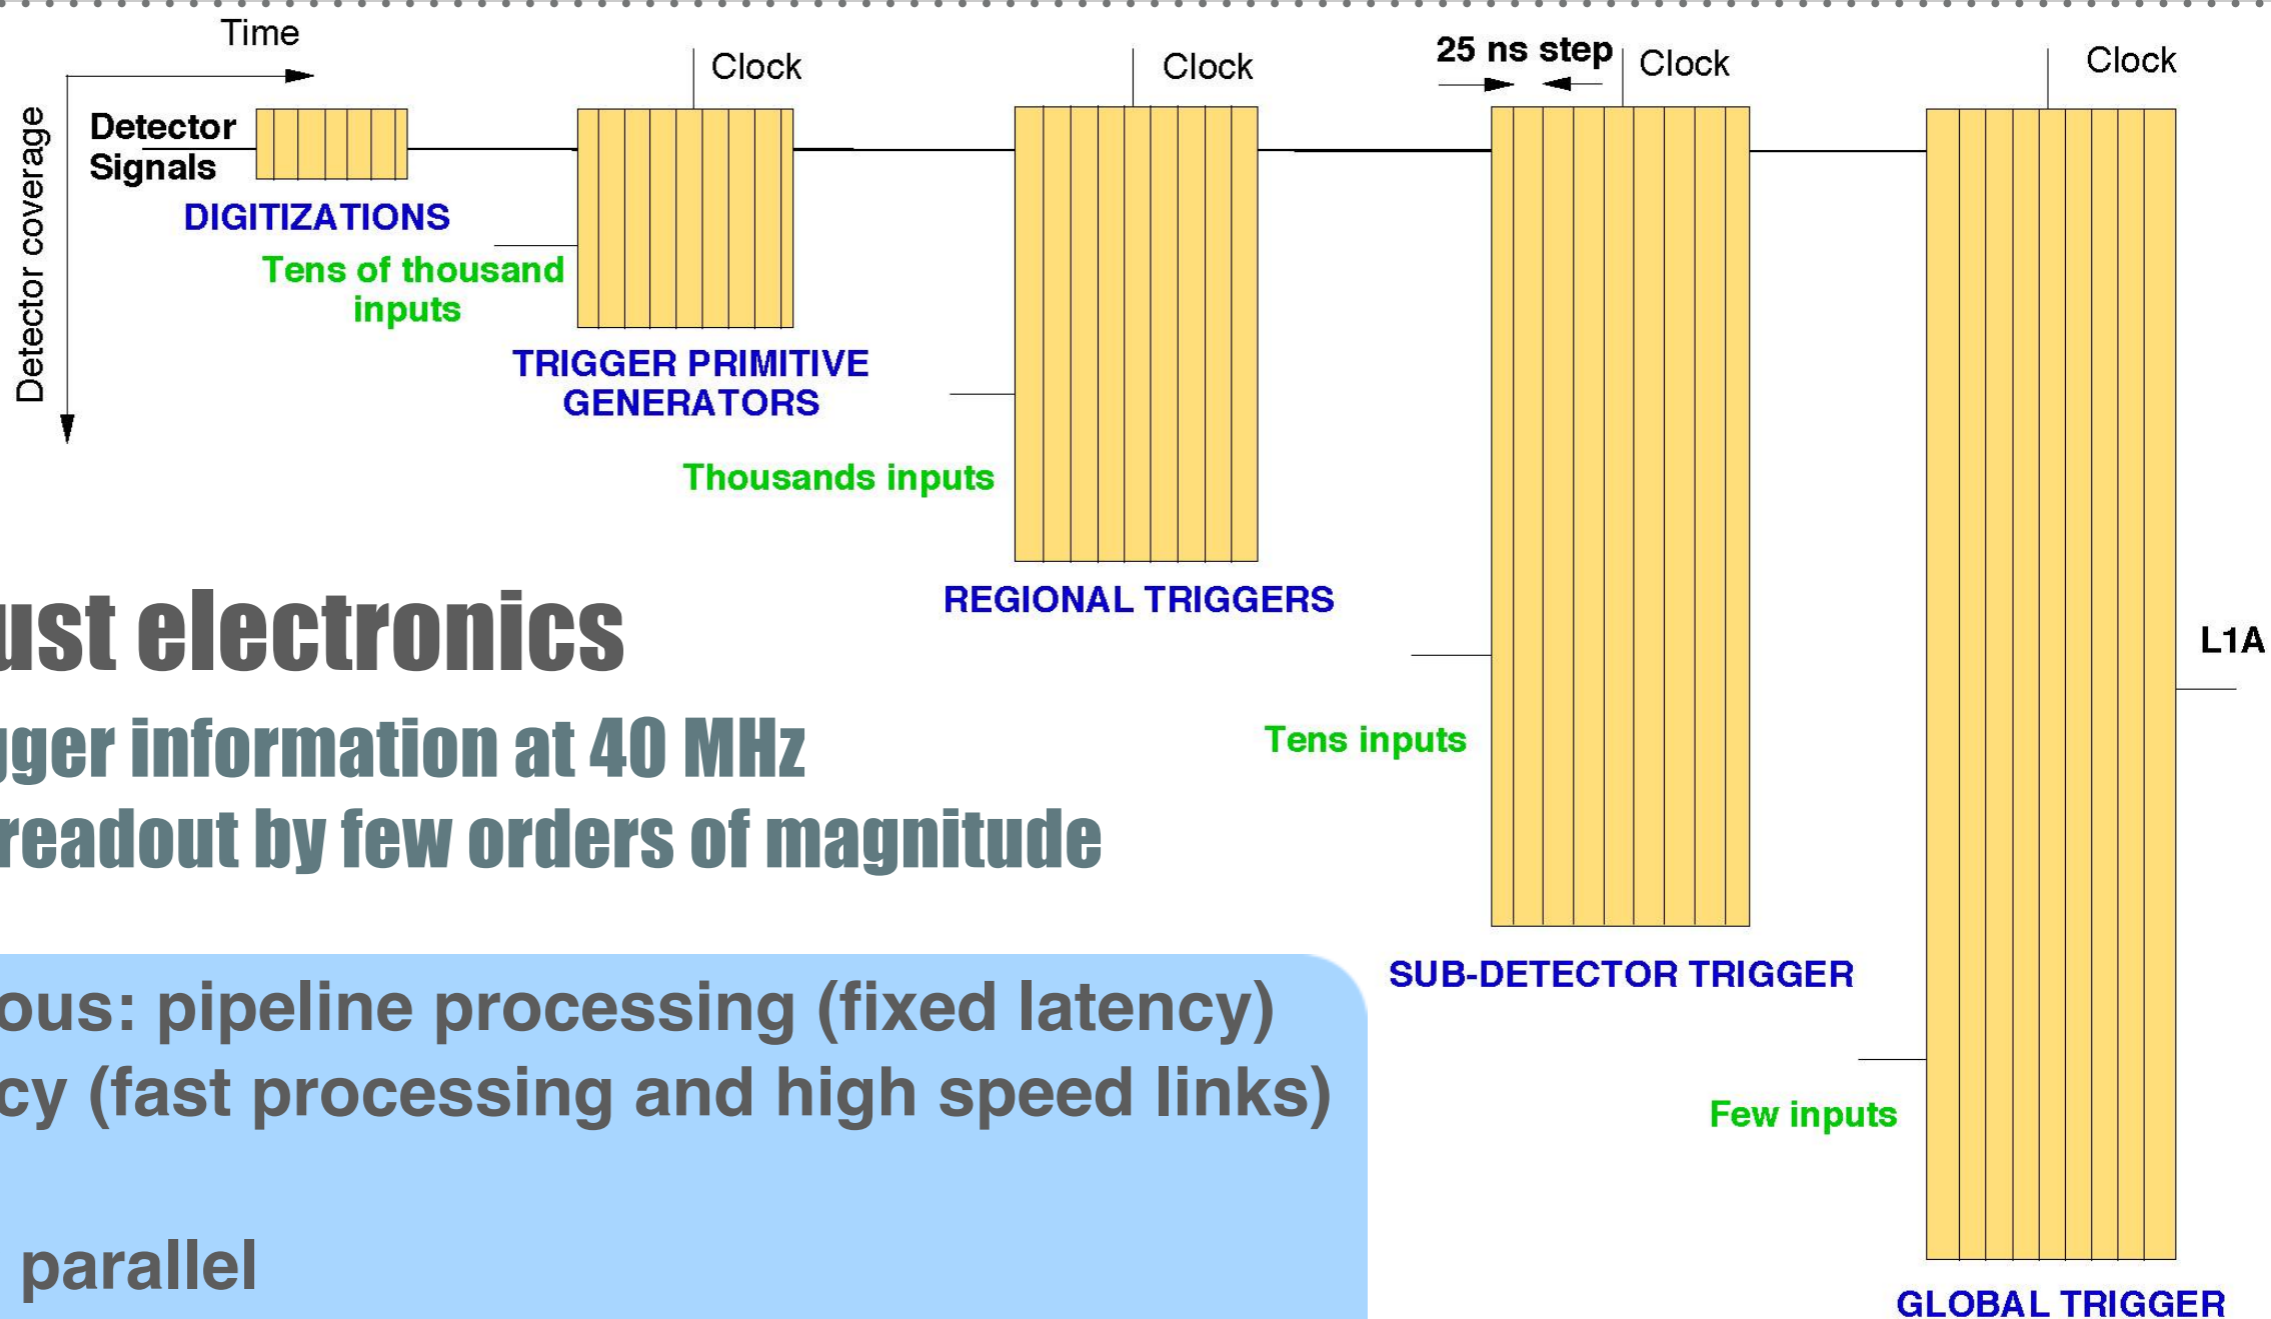 Time
Clock
Clock
25 ns step
Clock
Clock
Detector coverage
Detector
Signals
DIGITIZATIONS
Tens of thousand
inputs
TRIGGER PRIMITIVE
GENERATORS
Thousands inputs
REGIONAL TRIGGERS
Tens inputs
SUB-DETECTOR TRIGGER
Few inputs
L1A
GLOBAL TRIGGER
ust electronics
gger information at 40 MHz
readout by few orders of magnitude
ous: pipeline processing (fixed latency)
cy (fast processing and high speed links)
parallel